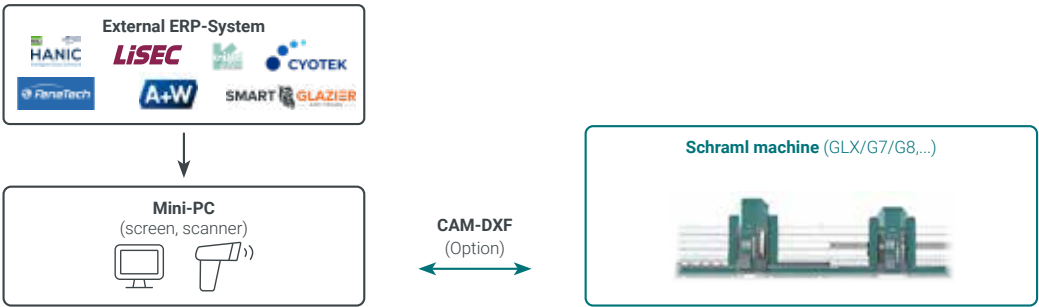 External ERP-System
HANIC
LiSEC
CYOTEK
FeneTech
A+W
SMART GLAZIER
Mini-PC
(screen, scanner)
CAM-DXF
(Option)
Schraml machine (GLX/G7/G8,...)